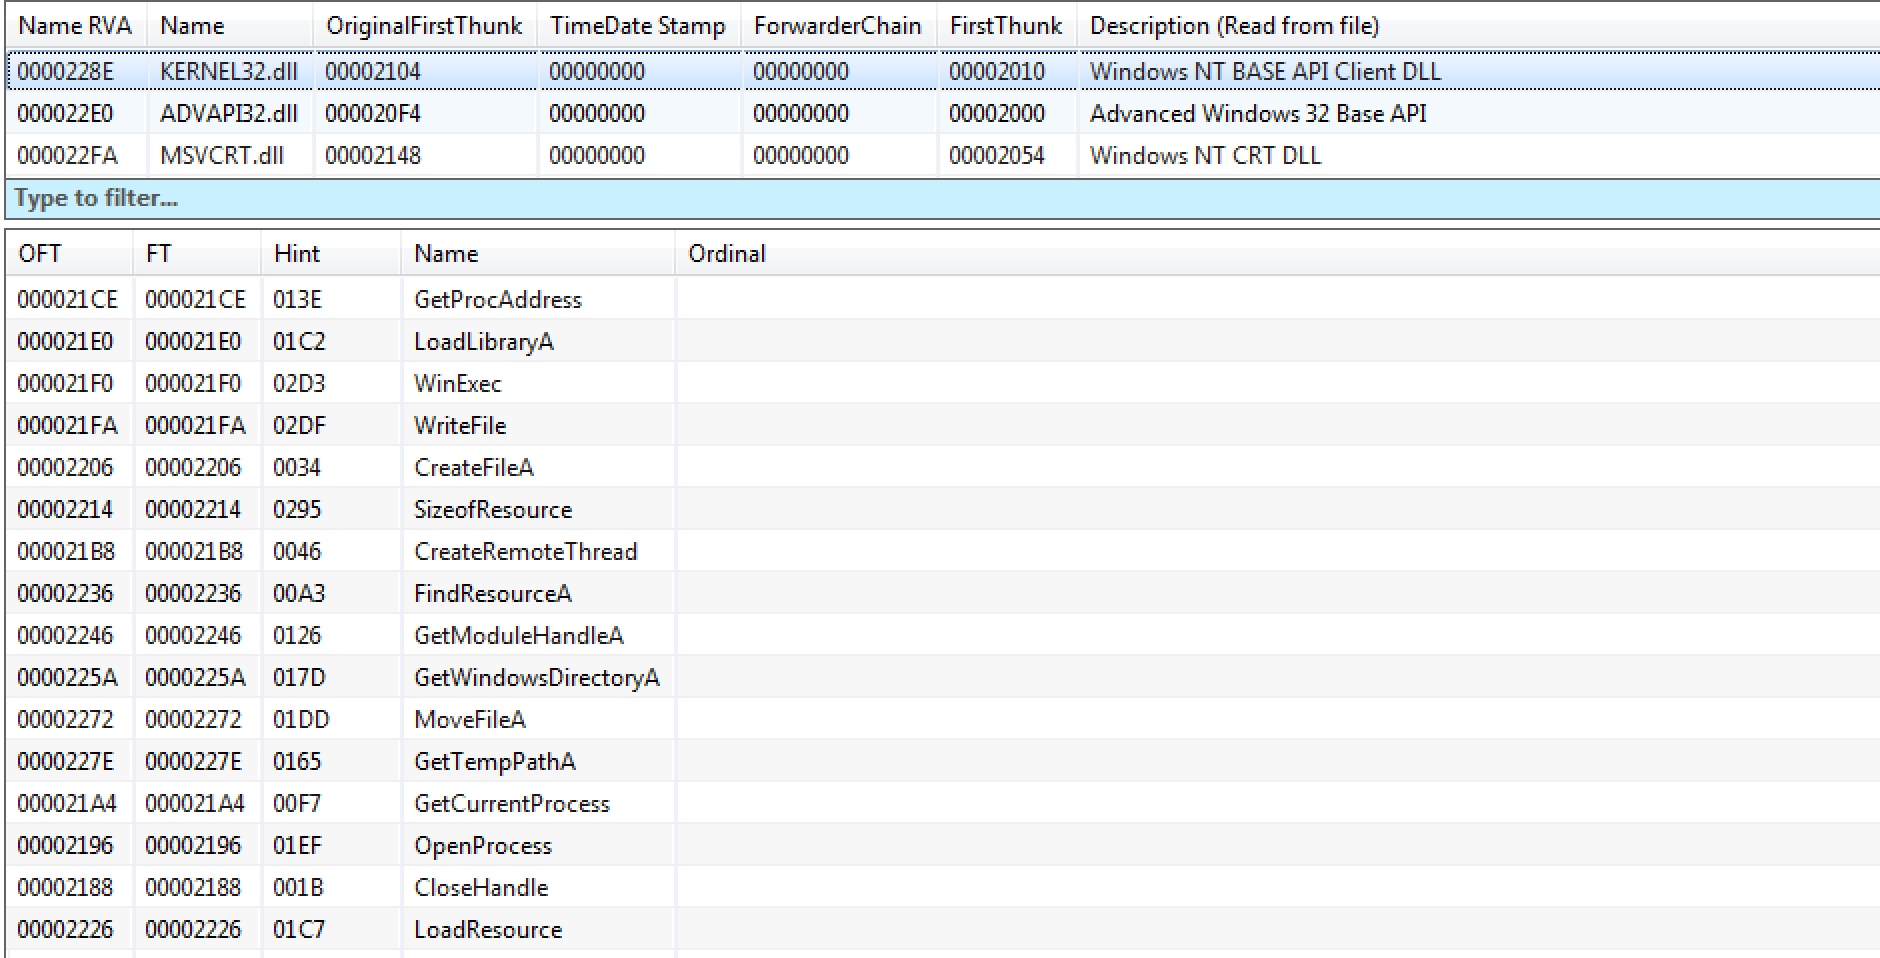 Name RVA Name OriginalFirstThunk TimeDate Stamp ForwarderChain FirstThunk Description (Read from file)
0000228E KERNEL32.dll 00002104 00000000 00000000 00002010 Windows NT BASE API Client DLL
000022E0 ADVAPI32.dll 000020F4 00000000 00000000 00002000 Advanced Windows 32 Base API
000022FA MSVCRT.dll 00002148 00000000 00000000 00002054 Windows NT CRT DLL
Type to filter...
OFT FT Hint Name Ordinal
000021CE 000021CE 013E GetProcAddress
000021E0 000021E0 01C2 LoadLibraryA
000021F0 000021F0 02D3 WinExec
000021FA 000021FA 02DF WriteFile
00002206 00002206 0034 CreateFileA
00002214 00002214 0295 SizeofResource
000021B8 000021B8 0046 CreateRemoteThread
00002236 00002236 00A3 FindResourceA
00002246 00002246 0126 GetModuleHandleA
0000225A 0000225A 017D GetWindowsDirectoryA
00002272 00002272 01DD MoveFileA
0000227E 0000227E 0165 GetTempPathA
000021A4 000021A4 00F7 GetCurrentProcess
00002196 00002196 01EF OpenProcess
00002188 00002188 001B CloseHandle
00002226 00002226 01C7 LoadResource